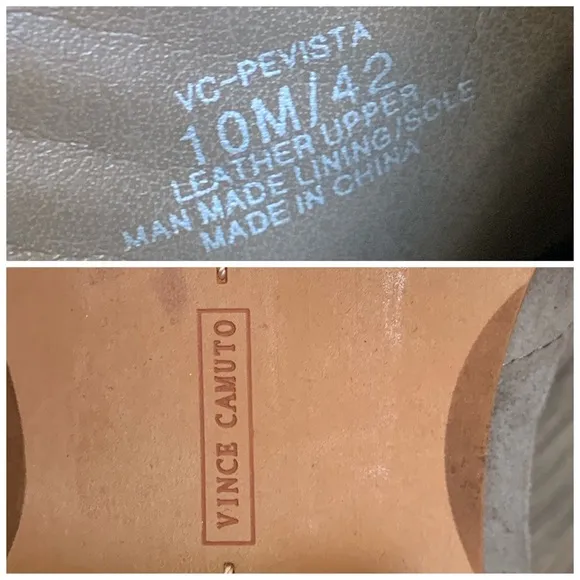 VC-PEVISTA
10M/42
LEATHER UPPER
MAN MADE LINING/SOLE
MADE IN CHINA
VINCE CAMUTO